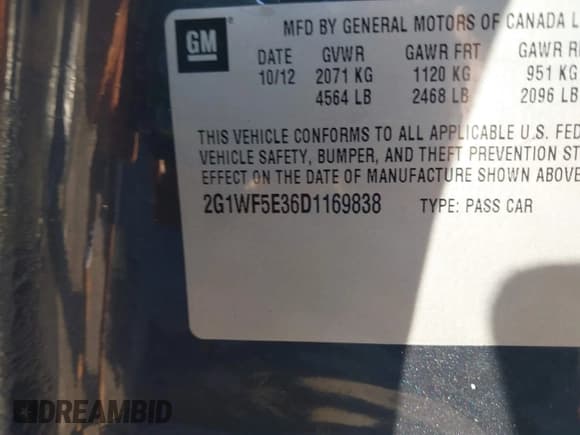 GM
MFD BY GENERAL MOTORS OF CANADA L
DATE GVWR GAWR FRT GAWR R
10/12 2071 KG 1120 KG 951 KG
4564 LB 2468 LB 2096 LB
THIS VEHICLE CONFORMS TO ALL APPLICABLE U.S. FED
VEHICLE SAFETY, BUMPER, AND THEFT PREVENTION ST
EFFECT ON THE DATE OF MANUFACTURE SHOWN ABOVE
2G1WF5E36D1169838 TYPE: PASS CAR
DREAMBID